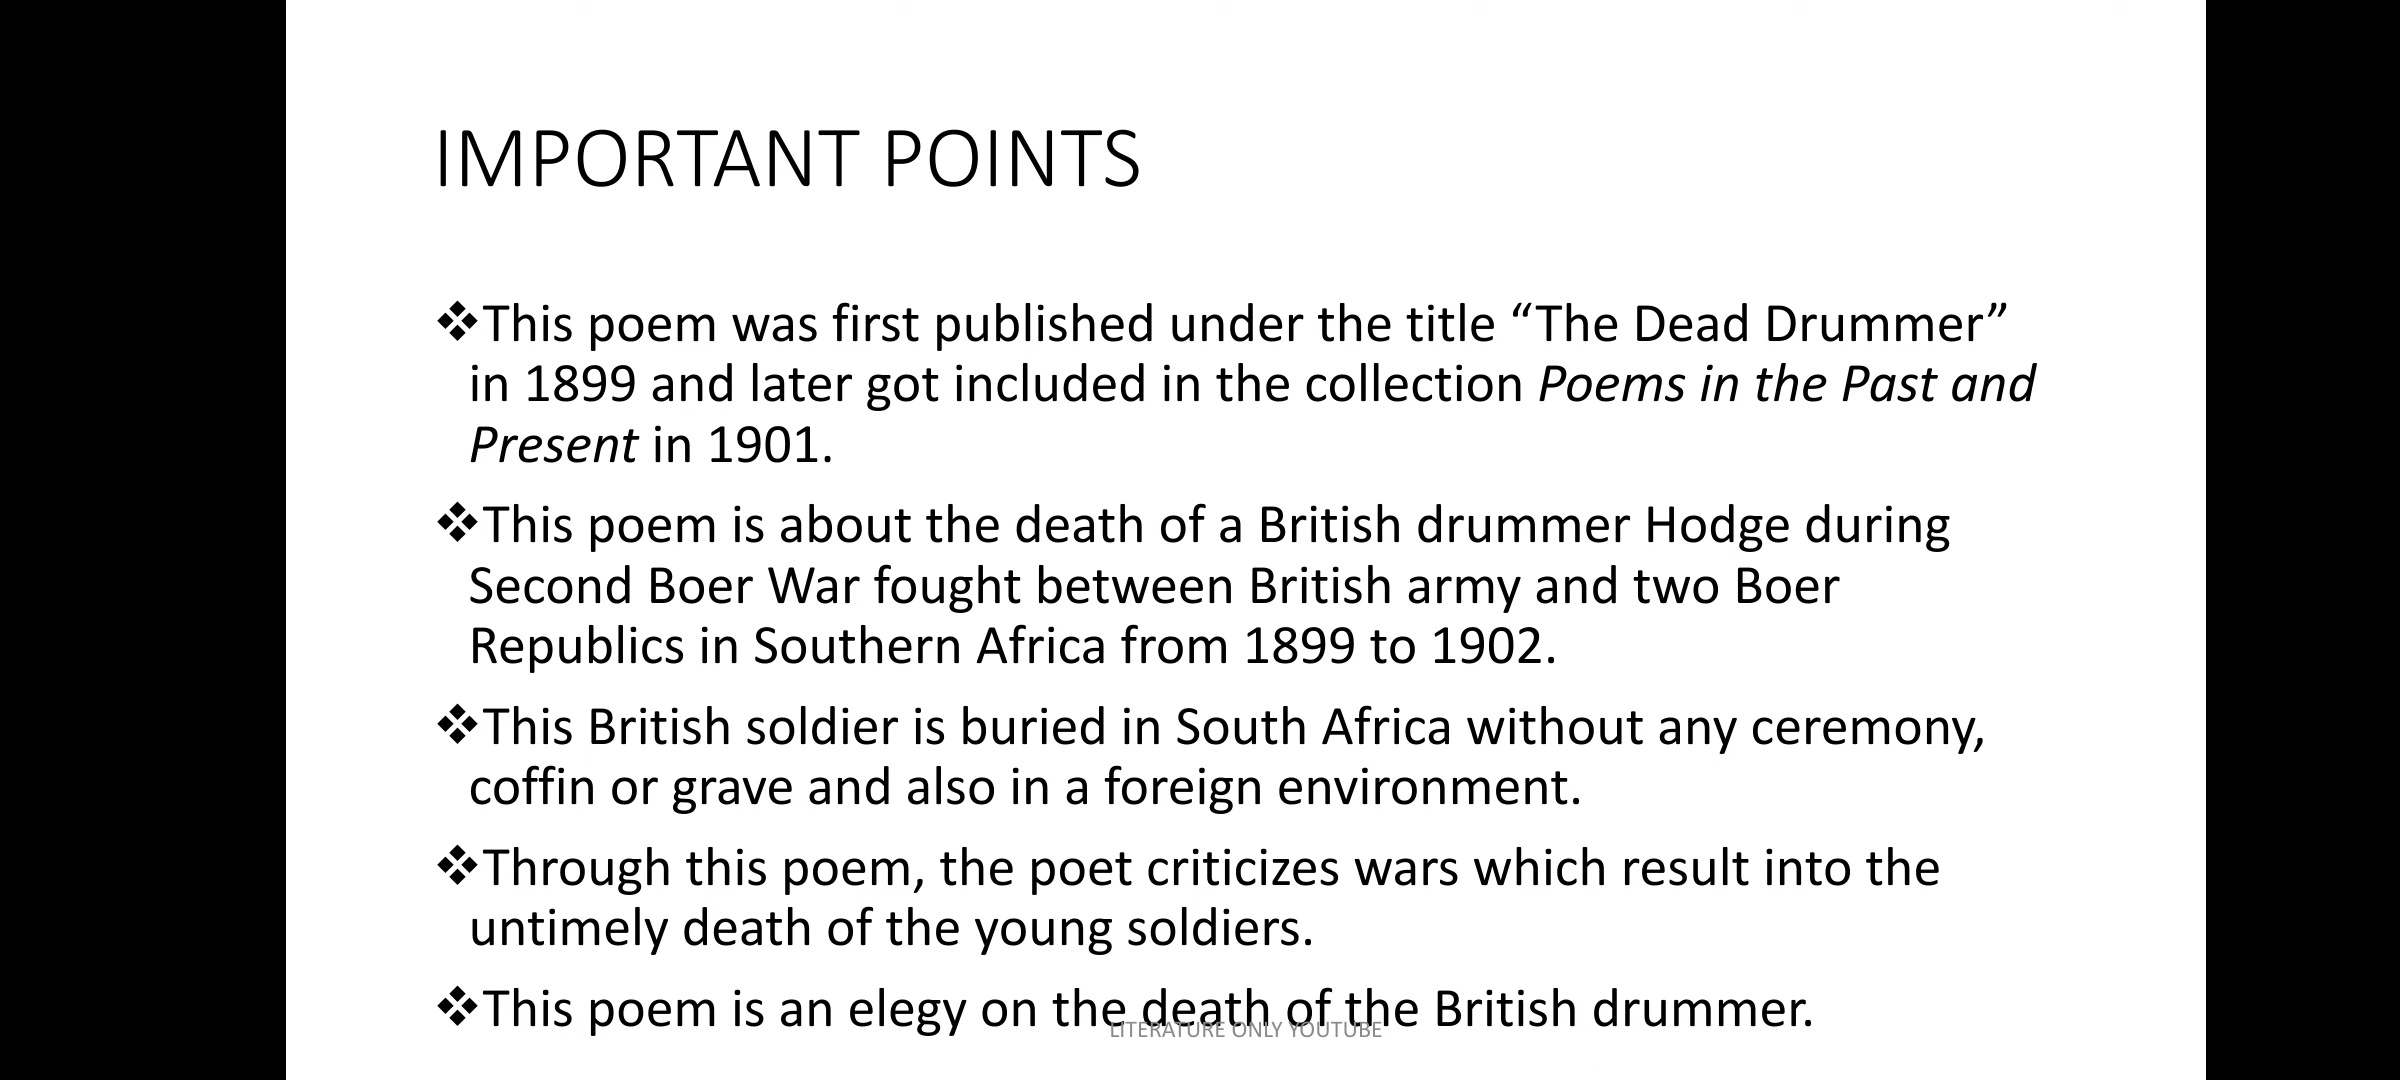 IMPORTANT POINTS
❖This poem was first published under the title “The Dead Drummer”
in 1899 and later got included in the collection Poems in the Past and
Present in 1901.
❖This poem is about the death of a British drummer Hodge during
Second Boer War fought between British army and two Boer
Republics in Southern Africa from 1899 to 1902.
❖This British soldier is buried in South Africa without any ceremony,
coffin or grave and also in a foreign environment.
❖Through this poem, the poet criticizes wars which result into the
untimely death of the young soldiers.
❖This poem is an elegy on the death of the British drummer.
LITERATURE ONLY YOUTUBE